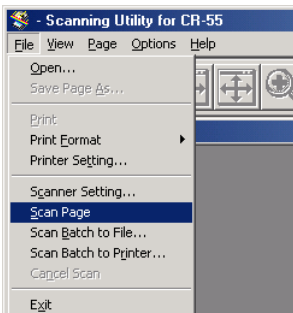 - Scanning Utility for CR-55
File View Page Options Help
Open...
Save Page As...
Print
Print Format
Printer Setting...
Scanner Setting...
Scan Page
Scan Batch to File...
Scan Batch to Printer...
Cancel Scan
Exit